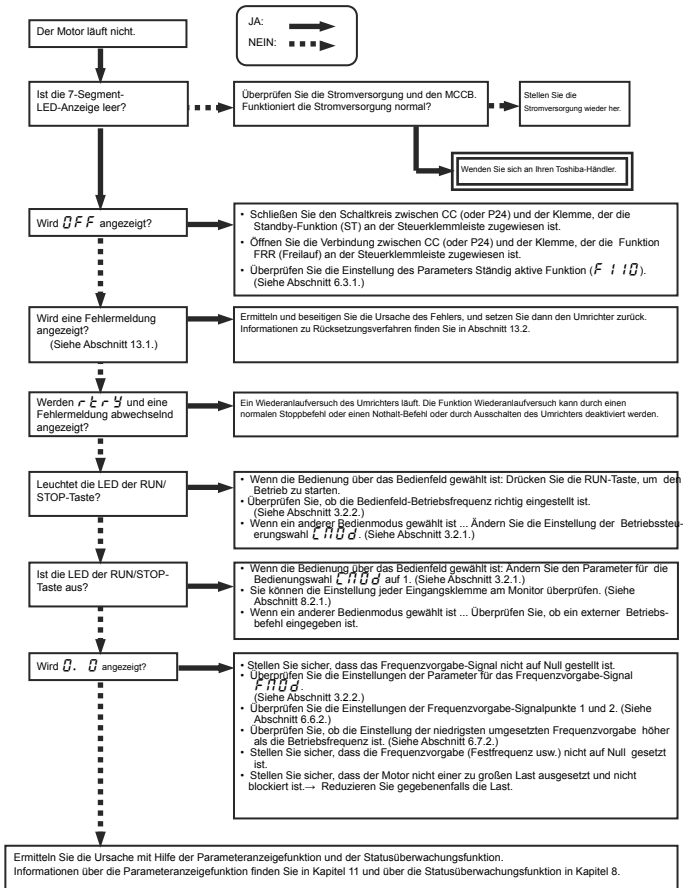 Der Motor läuft nicht.
JA:
NEIN:
Ist die 7-Segment-
LED-Anzeige leer?
Überprüfen Sie die Stromversorgung und den MCCB.
Funktioniert die Stromversorgung normal?
Stellen Sie die
Stromversorgung wieder her.
Wenden Sie sich an Ihren Toshiba-Händler.
Wird OFF angezeigt?
• Schließen Sie den Schaltkreis zwischen CC (oder P24) und der Klemme, der die
Standby-Funktion (ST) an der Steuerklemmleiste zugewiesen ist.
• Öffnen Sie die Verbindung zwischen CC (oder P24) und der Klemme, der die Funktion
FRR (Freilauf) an der Steuerklemmleiste zugewiesen ist.
• Überprüfen Sie die Einstellung des Parameters Ständig aktive Funktion (F110).
(Siehe Abschnitt 6.3.1.)
Wird eine Fehlermeldung
angezeigt?
(Siehe Abschnitt 13.1.)
Ermitteln und beseitigen Sie die Ursache des Fehlers, und setzen Sie dann den Umrichter zurück.
Informationen zu Rücksetzungsverfahren finden Sie in Abschnitt 13.2.
Werden rtry und eine
Fehlermeldung abwechselnd
angezeigt?
Ein Wiederanlaufversuch des Umrichters läuft. Die Funktion Wiederanlaufversuch kann durch einen
normalen Stoppbefehl oder einen Nothalt-Befehl oder durch Ausschalten des Umrichters deaktiviert werden.
Leuchtet die LED der RUN/
STOP-Taste?
• Wenn die Bedienung über das Bedienfeld gewählt ist: Drücken Sie die RUN-Taste, um den
Betrieb zu starten.
• Überprüfen Sie, ob die Bedienfeld-Betriebsfrequenz richtig eingestellt ist.
(Siehe Abschnitt 3.2.2.)
• Wenn ein anderer Bedienmodus gewählt ist ... Ändern Sie die Einstellung der Betriebssteu-
erungswahl CMOd. (Siehe Abschnitt 3.2.1.)
Ist die LED der RUN/STOP-
Taste aus?
• Wenn die Bedienung über das Bedienfeld gewählt ist: Ändern Sie den Parameter für die
Bedienungswahl CMOd auf 1. (Siehe Abschnitt 3.2.1.)
• Sie können die Einstellung jeder Eingangsklemme am Monitor überprüfen. (Siehe
Abschnitt 8.2.1.)
• Wenn ein anderer Bedienmodus gewählt ist ... Überprüfen Sie, ob ein externer Betriebs-
befehl eingegeben ist.
Wird 0. 0 angezeigt?
• Stellen Sie sicher, dass das Frequenzvorgabe-Signal nicht auf Null gestellt ist.
• Überprüfen Sie die Einstellungen der Parameter für das Frequenzvorgabe-Signal
FMOd.
(Siehe Abschnitt 3.2.2.)
• Überprüfen Sie die Einstellungen der Frequenzvorgabe-Signalpunkte 1 und 2. (Siehe
Abschnitt 6.6.2.)
• Überprüfen Sie, ob die Einstellung der niedrigsten umgesetzten Frequenzvorgabe höher
als die Betriebsfrequenz ist. (Siehe Abschnitt 6.7.2.)
• Stellen Sie sicher, dass die Frequenzvorgabe (Festfrequenz usw.) nicht auf Null gesetzt
ist.
• Stellen Sie sicher, dass der Motor nicht einer zu großen Last ausgesetzt und nicht
blockiert ist.→ Reduzieren Sie gegebenenfalls die Last.
Ermitteln Sie die Ursache mit Hilfe der Parameteranzeigefunktion und der Statusüberwachungsfunktion.
Informationen über die Parameteranzeigefunktion finden Sie in Kapitel 11 und über die Statusüberwachungsfunktion in Kapitel 8.